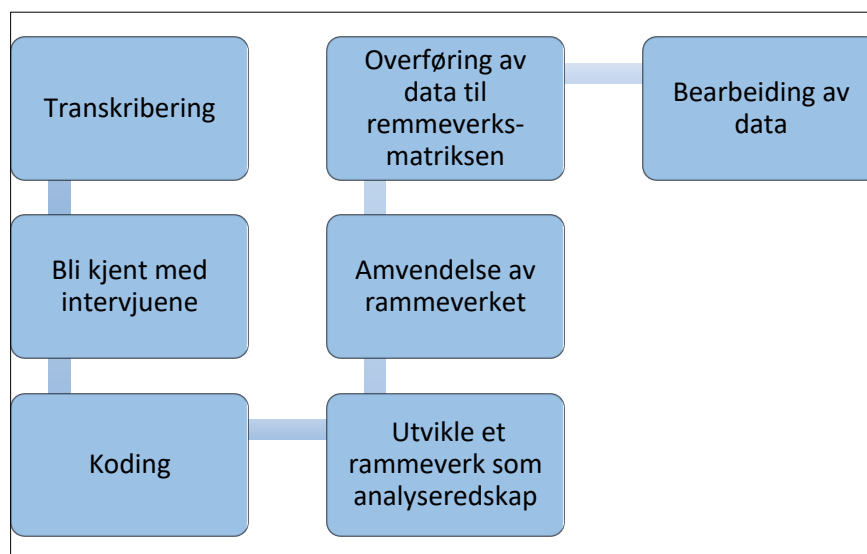 Transkribering
Bli kjent med
intervjuene
Koding
Utvikle et
rammeverk som
analyseredskap
Amvendelse av
rammeverket
Overføring av
data til
remmeverks-
matriksen
Bearbeiding av
data